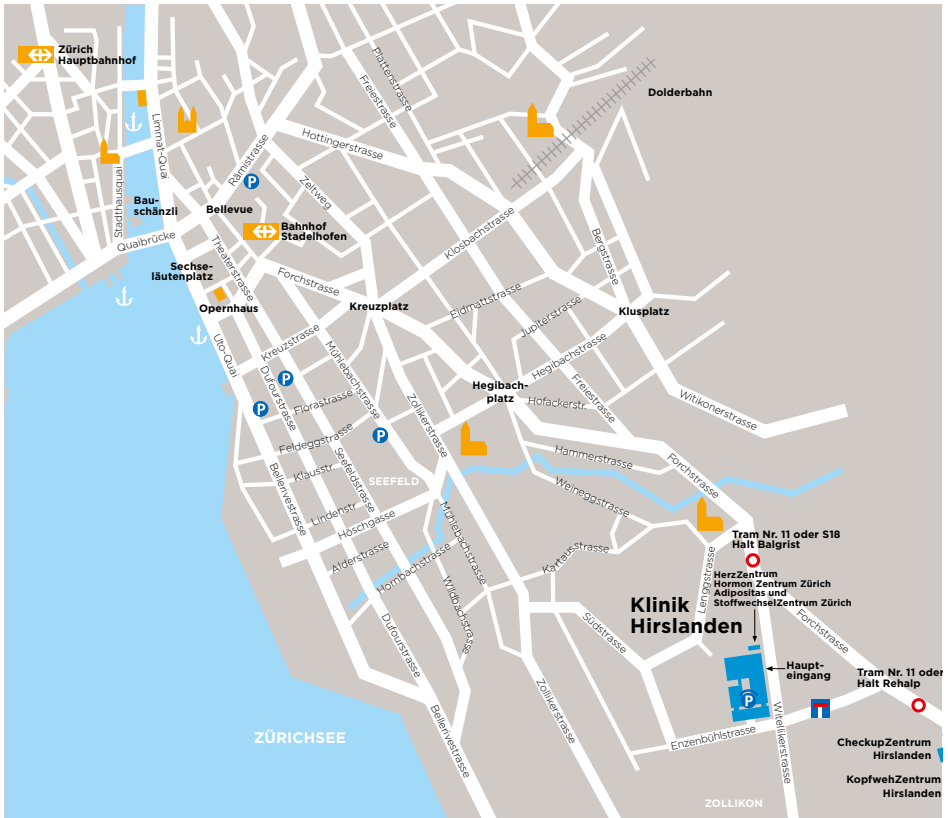 Zürich
Hauptbahnhof
Plattenstrasse
Freiestrasse
Dolderbahn
Limmat-Quai
Hottingerstrasse
Rämistrasse
P
Zeltweg
Stadthausquai
Bau-
schänzli
Bellevue
Bahnhof
Stadelhofen
Quaibrücke
Theaterstrasse
Klosbachstrasse
Bergstrasse
Sechse-
läutenplatz
Forchstrasse
Opernhaus
Kreuzplatz
Eidmattstrasse
Jupiterstrasse
Klusplatz
Uto-Quai
Kreuzstrasse
Mühlebachstrasse
Hegibachstrasse
P
Dufourstrasse
Hegibach-
platz
Freiestrasse
Hofackerstr.
Witikonerstrasse
P
Florastrasse
Zollikerstrasse
P
Feldeggstrasse
Hammerstrasse
Forchstrasse
Bellerivestrasse
Klausstr.
Seefeldstrasse
SEEFELD
Weineggstrasse
Lindenstr.
Höschgasse
Mühlebachstrasse
Tram Nr. 11 oder S18
Halt Balgrist
Alderstrasse
Hornbachstrasse
Kartausstrasse
Lenggstrasse
HerzZentrum
Hormon Zentrum Zürich
Adipositas und
StoffwechselZentrum Zürich
Wildbachstrasse
Klinik
Hirslanden
Südstrasse
Forchstrasse
Dufourstrasse
Haupt-
eingang
Tram Nr. 11 oder
Halt Rehalp
P
Zollikerstrasse
Bellerivestrasse
Witellikerstrasse
ZÜRICHSEE
Enzenbühlstrasse
CheckupZentrum
Hirslanden
KopfwehZentrum
Hirslanden
ZOLLIKON